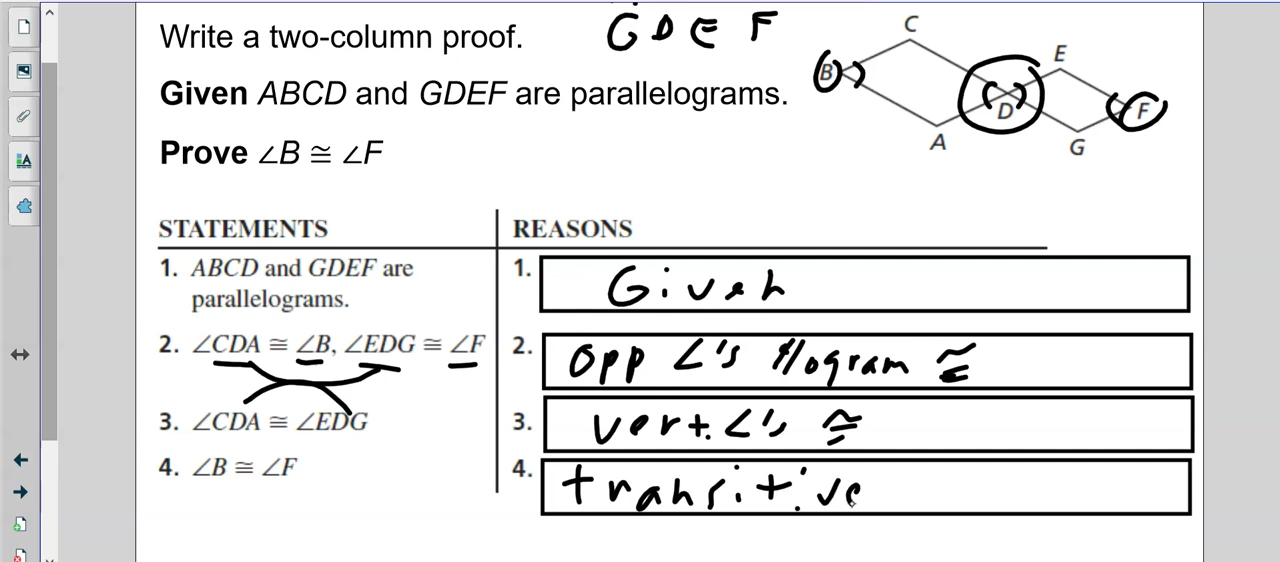 Write a two-column proof.
G D E F
Given ABCD and GDEF are parallelograms.
Prove ∠B ≅ ∠F
C
B
E
D
F
A
G
STATEMENTS
REASONS
1. ABCD and GDEF are
parallelograms.
1. Given
2. ∠CDA ≅ ∠B, ∠EDG ≅ ∠F
2. opp ∠'s //ogram ≅
3. ∠CDA ≅ ∠EDG
3. vert. ∠'s ≅
4. ∠B ≅ ∠F
4. transitive